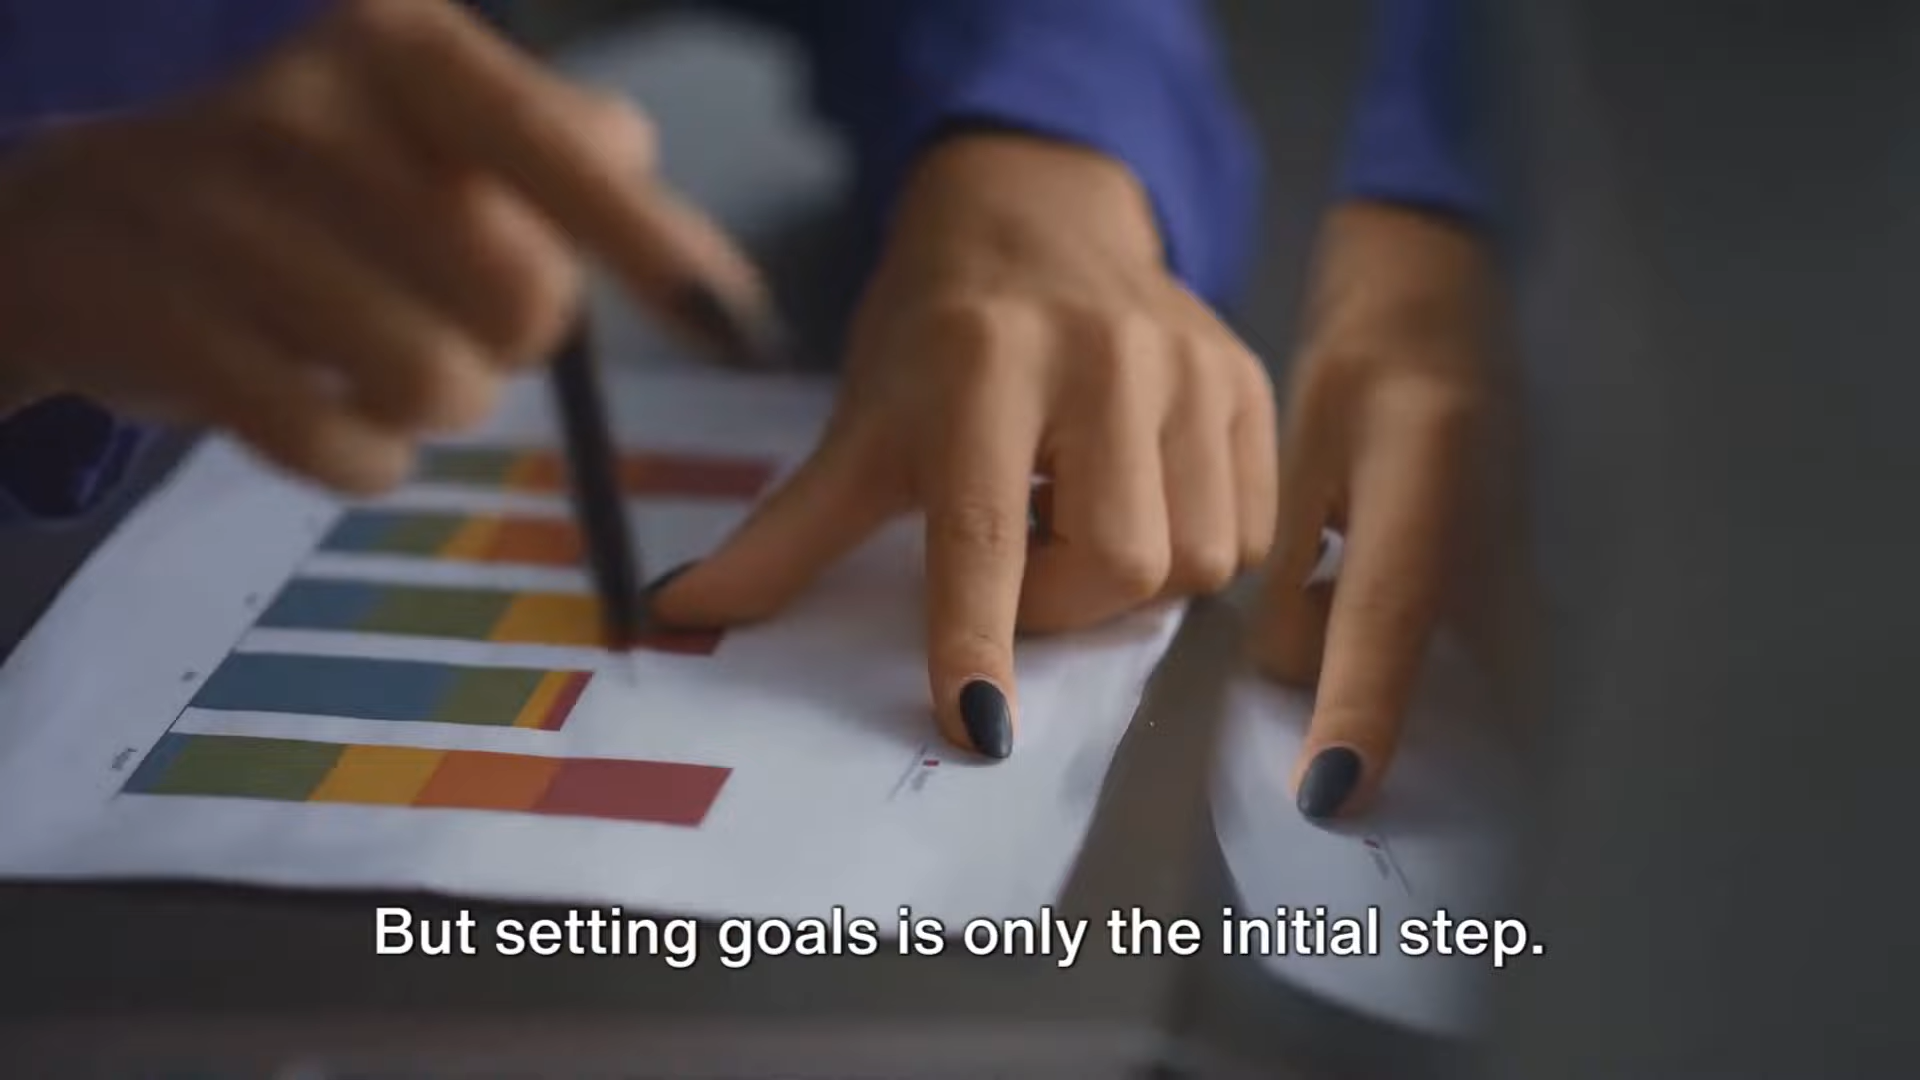 But setting goals is only the initial step.